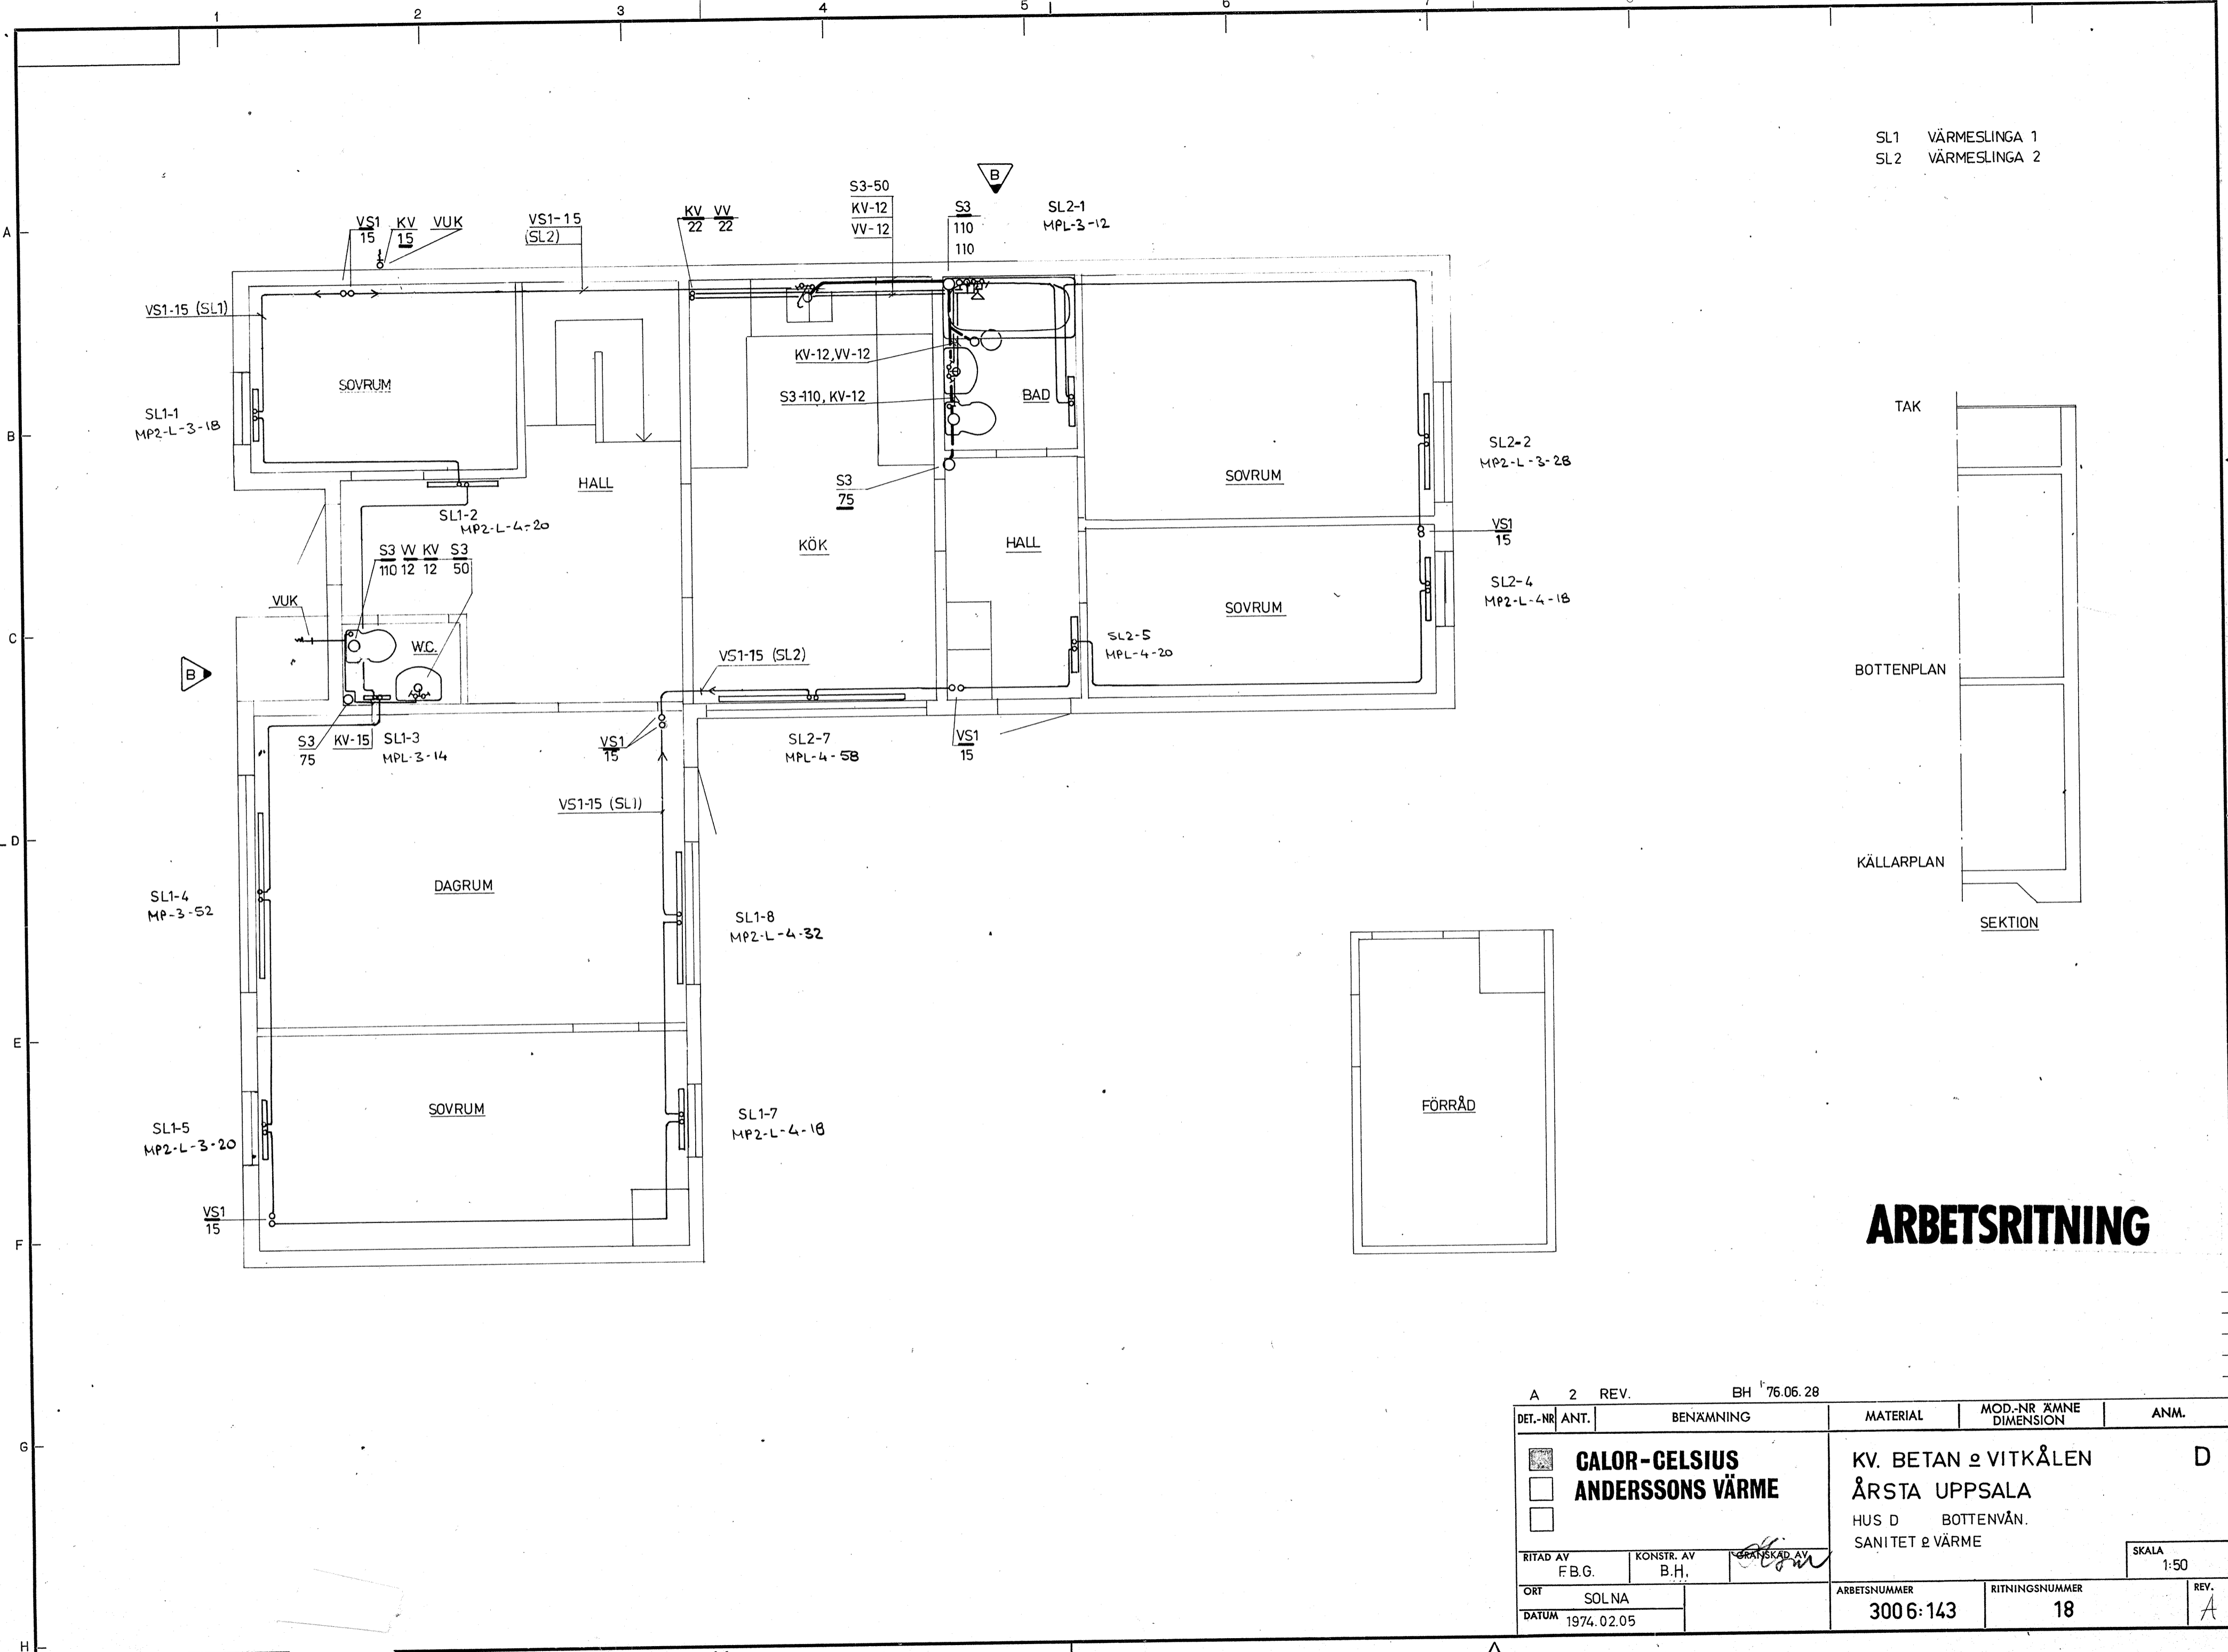 1 2 3 4 5 6 7
A
B
C
D
E
F
G
H
SL1 VÄRMESLINGA 1
SL2 VÄRMESLINGA 2
B
S3-50
KV-12
VV-12
S3
110
110
SL2-1
MPL-3-12
VS1
15
KV
15
VUK
VS1-15
(SL2)
KV VV
22 22
VS1-15 (SL1)
SOVRUM
KV-12,VV-12
S3-110, KV-12
BAD
SL1-1
MP2-L-3-18
TAK
SL2-2
MP2-L-3-28
SOVRUM
HALL
S3
75
SL1-2
MP2-L-4-20
VS1
15
KÖK
HALL
S3 VV KV S3
110 12 12 50
SL2-4
MP2-L-4-18
VUK
SOVRUM
W.C.
SL2-5
MPL-4-20
VS1-15 (SL2)
B
BOTTENPLAN
S3
75
KV-15
SL1-3
MPL-3-14
VS1
15
SL2-7
MPL-4-58
VS1
15
VS1-15 (SL1)
KÄLLARPLAN
DAGRUM
SL1-4
MP-3-52
SL1-8
MP2-L-4-32
SEKTION
SOVRUM
FÖRRÅD
SL1-5
MP2-L-3-20
SL1-7
MP2-L-4-18
VS1
15
ARBETSRITNING
A 2 REV. BH 76.06.28
DET.-NR ANT. BENÄMNING MATERIAL MOD.-NR ÄMNE DIMENSION ANM.
CALOR-CELSIUS
ANDERSSONS VÄRME
KV. BETAN o VITKÅLEN D
ÅRSTA UPPSALA
HUS D BOTTENVÅN.
SANITET o VÄRME
SKALA
1:50
RITAD AV
F.B.G.
KONSTR. AV
B.H.
GRANSKAD AV
ORT
SOLNA
DATUM 1974.02.05
ARBETSNUMMER
3006:143
RITNINGSNUMMER
18
REV.
A